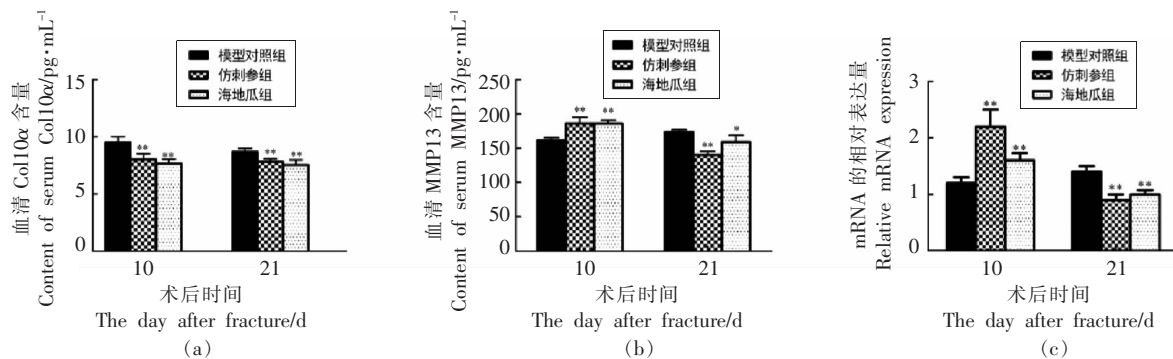 血清 Col10α 含量
Content of serum Col10α/pg·mL⁻¹
15
10
5
0
模型对照组
仿刺参组
海地瓜组
** **
** **
10 21
术后时间
The day after fracture/d
(a)
血清 MMP13 含量
Content of serum MMP13/pg·mL⁻¹
250
200
150
100
50
0
模型对照组
仿刺参组
海地瓜组
** **
** *
10 21
术后时间
The day after fracture/d
(b)
mRNA 的相对表达量
Relative mRNA expression
3
2
1
0
模型对照组
仿刺参组
海地瓜组
** **
** **
10 21
术后时间
The day after fracture/d
(c)